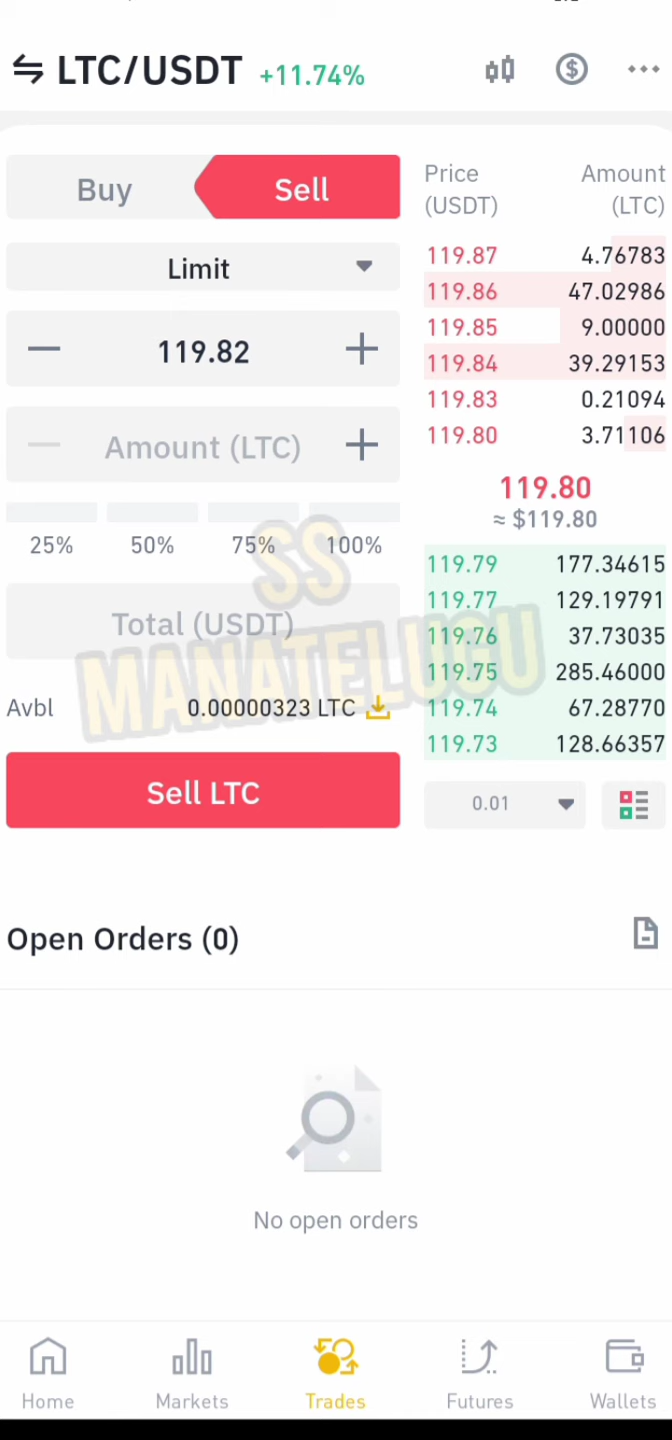 LTC/USDT +11.74%
Buy
Sell
Limit
119.82
Amount (LTC)
25% 50% 75% 100%
Total (USDT)
Avbl 0.00000323 LTC
Sell LTC
Price Amount
(USDT) (LTC)
119.87 4.76783
119.86 47.02986
119.85 9.00000
119.84 39.29153
119.83 0.21094
119.80 3.71106
119.80
≈ $119.80
119.79 177.34615
119.77 129.19791
119.76 37.73035
119.75 285.46000
119.74 67.28770
119.73 128.66357
0.01
SS
MANATELUGU
Open Orders (0)
No open orders
Home Markets Trades Futures Wallets